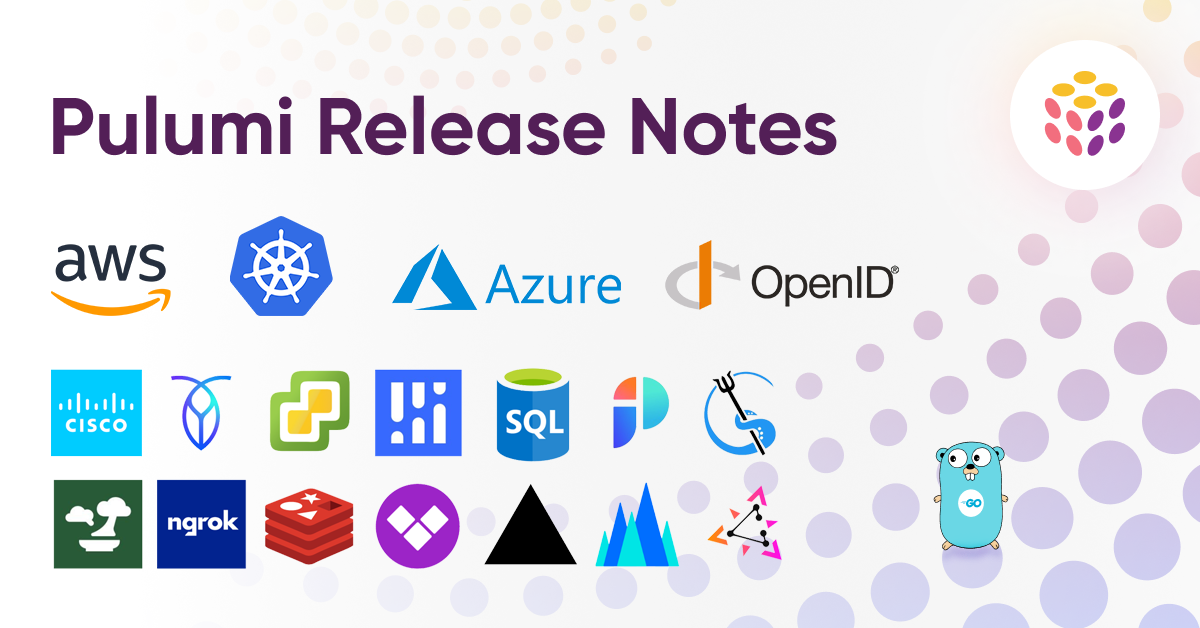 Pulumi Release Notes
aws
Azure
OpenID®
CISCO
SQL
ngrok
GO